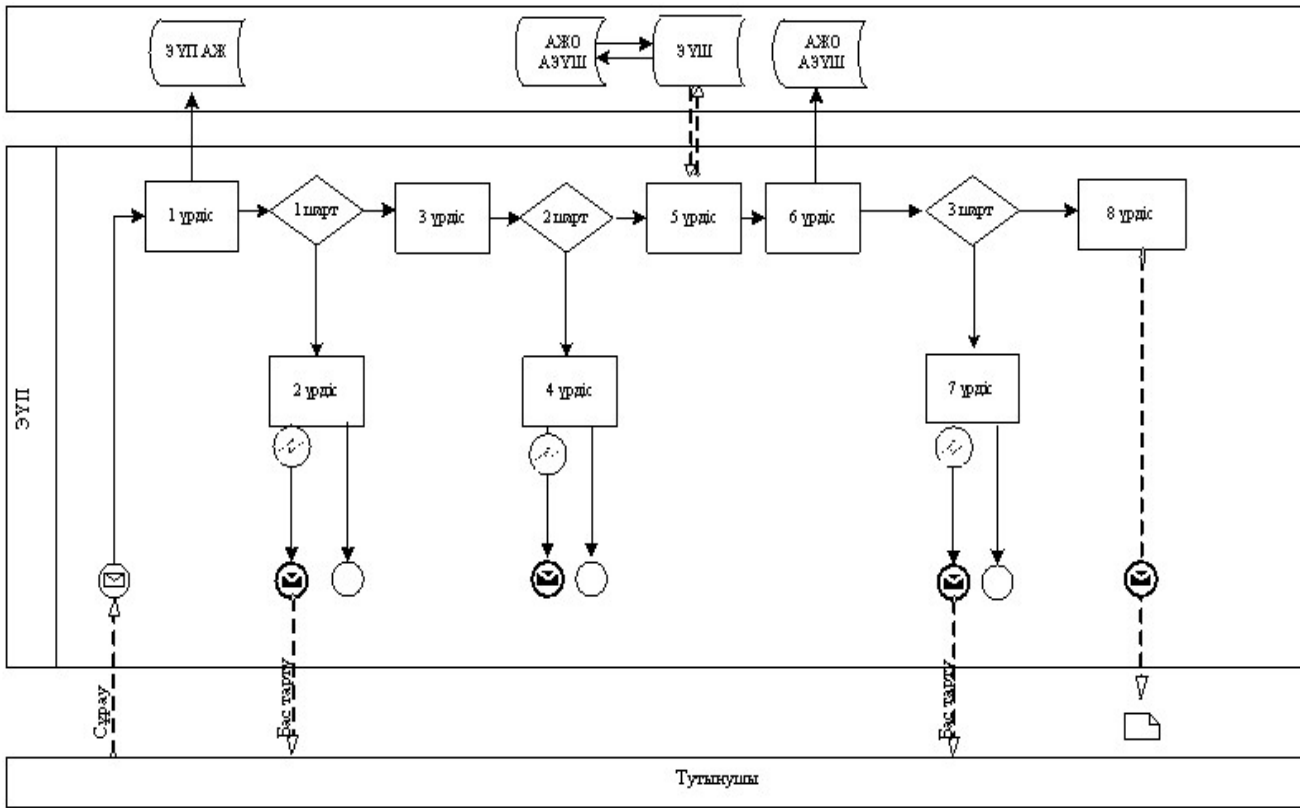 ЭҮП АЖ
АЖО
АЭҮШ
ЭҮШ
АЖО
АЭҮШ
1 үрдіс
1 шарт
3 үрдіс
2 шарт
5 үрдіс
6 үрдіс
3 шарт
8 үрдіс
2 үрдіс
4 үрдіс
7 үрдіс
ЭҮП
Сұрау
Бас тарту
Бас тарту
Тутынушы